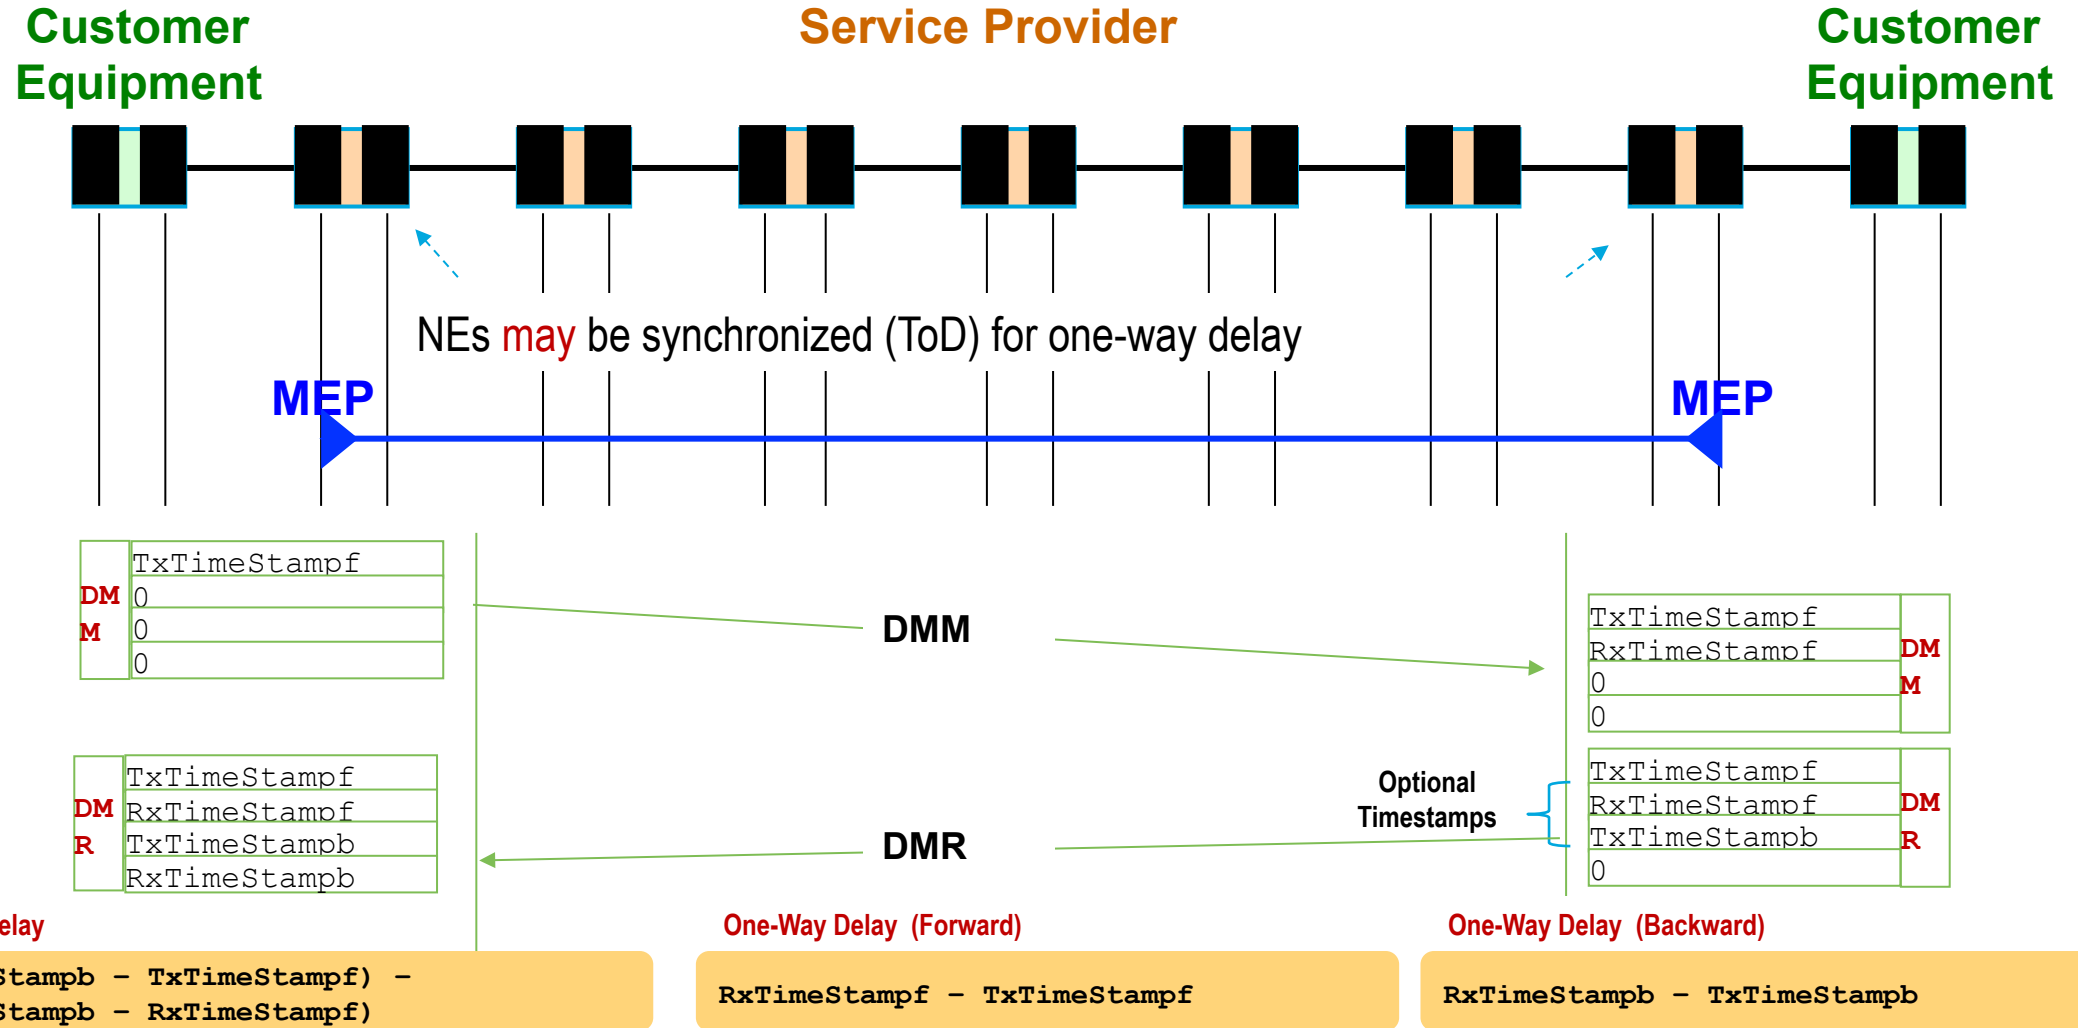 Customer
Equipment
Service Provider
Customer
Equipment
NEs may be synchronized (ToD) for one-way delay
MEP
MEP
DM
M
TxTimeStampf
0
0
0
DMM
TxTimeStampf
RxTimeStampf
0
0
DM
M
DM
R
TxTimeStampf
RxTimeStampf
TxTimeStampb
RxTimeStampb
DMR
Optional
Timestamps
TxTimeStampf
RxTimeStampf
TxTimeStampb
0
DM
R
elay
Stampb – TxTimeStampf) –
Stampb – RxTimeStampf)
One-Way Delay (Forward)
RxTimeStampf – TxTimeStampf
One-Way Delay (Backward)
RxTimeStampb – TxTimeStampb